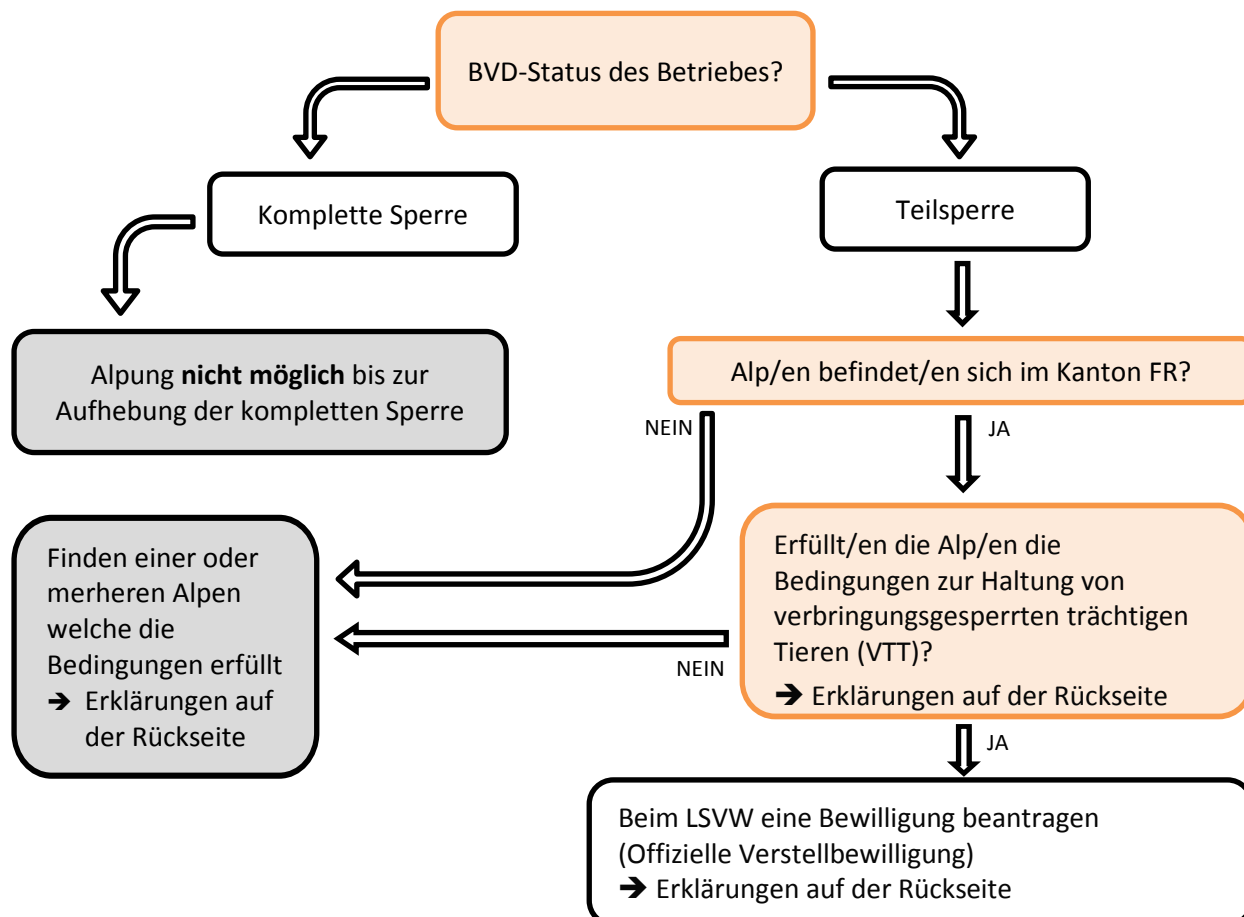 BVD-Status des Betriebes?
Komplette Sperre
Teilsperre
Alpung nicht möglich bis zur
Aufhebung der kompletten Sperre
Alp/en befindet/en sich im Kanton FR?
NEIN
JA
Finden einer oder
merheren Alpen
welche die
Bedingungen erfüllt
➔ Erklärungen auf
der Rückseite
Erfüllt/en die Alp/en die
Bedingungen zur Haltung von
verbringungsgesperrten trächtigen
Tieren (VTT)?
➔ Erklärungen auf der Rückseite
NEIN
JA
Beim LSVW eine Bewilligung beantragen
(Offizielle Verstellbewilligung)
➔ Erklärungen auf der Rückseite